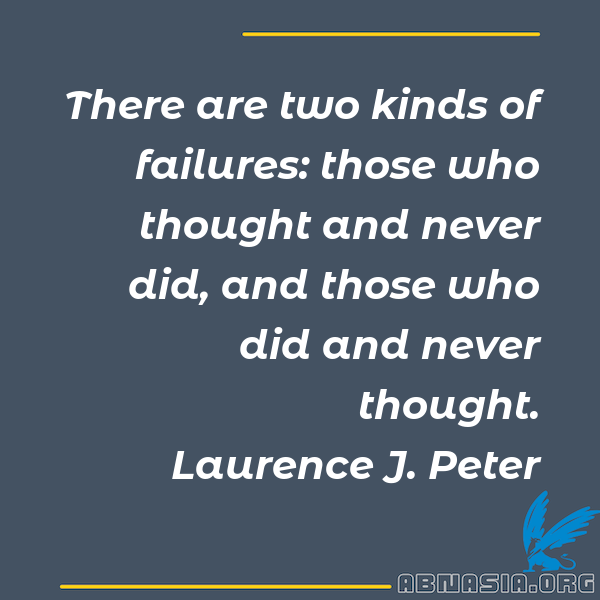 There are two kinds of
failures: those who
thought and never
did, and those who
did and never
thought.
Laurence J. Peter
ABNASIA.ORG